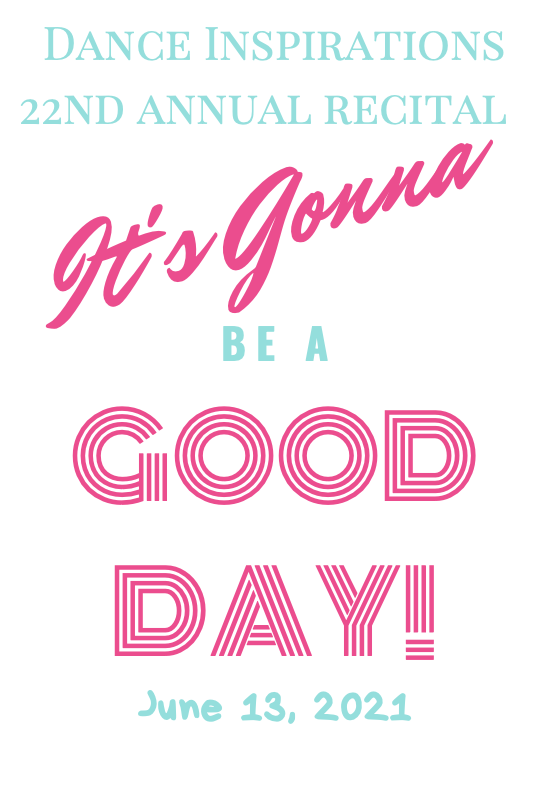 Dance Inspirations
22nd annual recital
It's Gonna
BE A
GOOD
DAY!
June 13, 2021